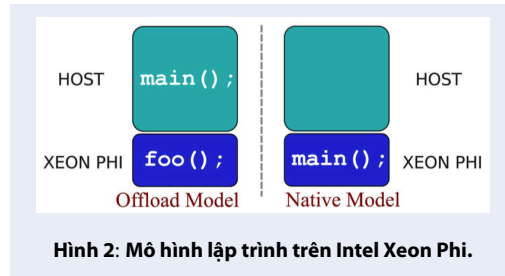 HOST main(); HOST
XEON PHI foo(); main(); XEON PHI
Offload Model Native Model
Hình 2: Mô hình lập trình trên Intel Xeon Phi.